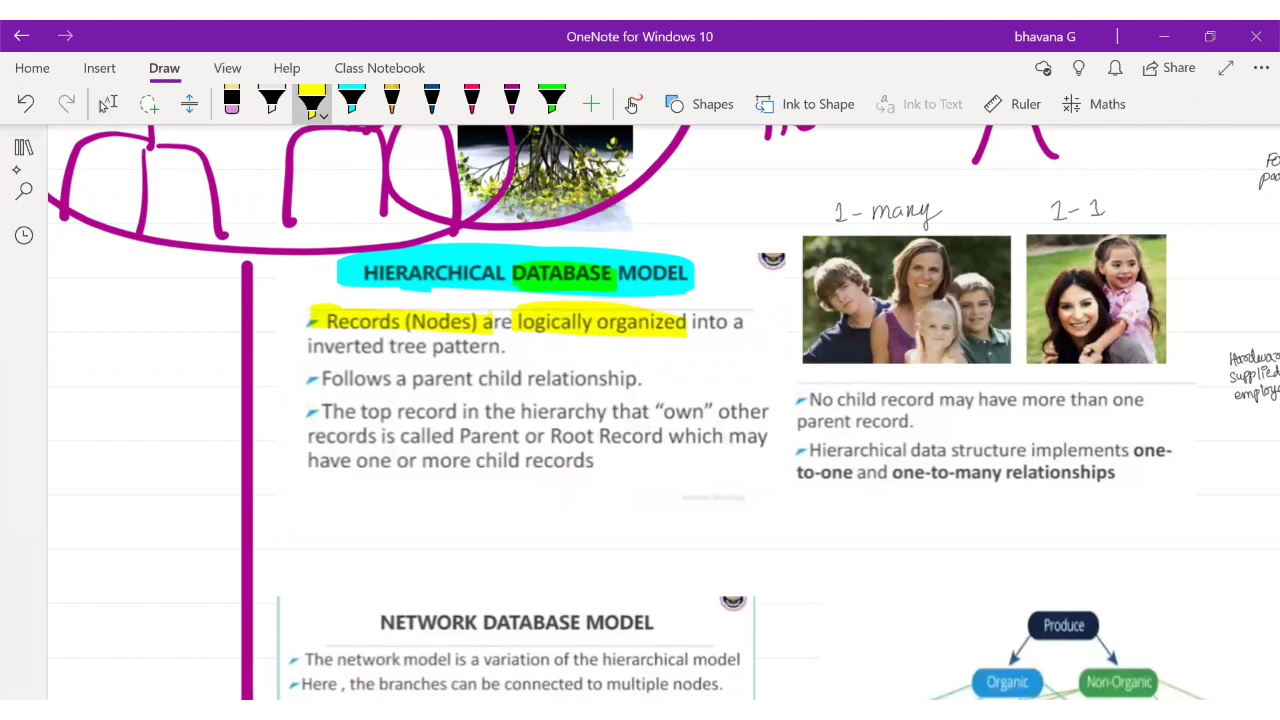 OneNote for Windows 10
bhavana G
Home
Insert
Draw
View
Help
Class Notebook
Share
Shapes
Ink to Shape
Ink to Text
Ruler
Maths
1 - many
1 - 1
HIERARCHICAL DATABASE MODEL
Records (Nodes) are logically organized into a
inverted tree pattern.
Follows a parent child relationship.
The top record in the hierarchy that “own” other
records is called Parent or Root Record which may
have one or more child records
No child record may have more than one
parent record.
Hierarchical data structure implements one-
to-one and one-to-many relationships
Hardwa
supplied
employ
NETWORK DATABASE MODEL
The network model is a variation of the hierarchical model
Here , the branches can be connected to multiple nodes.
Produce
Organic
Non-Organic